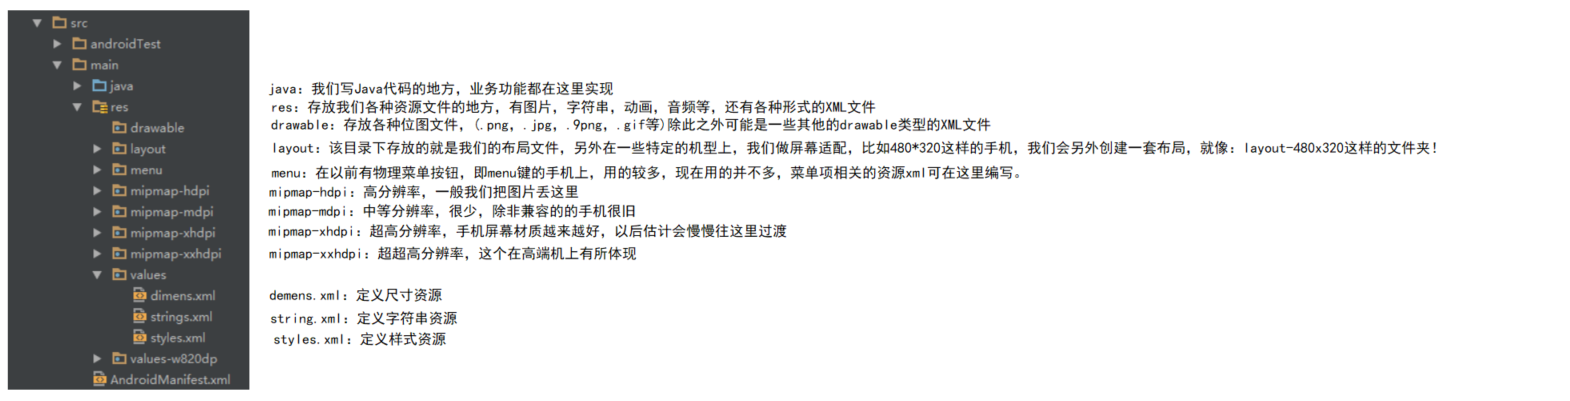 src
androidTest
main
java
res
drawable
layout
menu
mipmap-hdpi
mipmap-mdpi
mipmap-xhdpi
mipmap-xxhdpi
values
dimens.xml
strings.xml
styles.xml
values-w820dp
AndroidManifest.xml
java：我们写Java代码的地方，业务功能都在这里实现
res：存放我们各种资源文件的地方，有图片，字符串，动画，音频等，还有各种形式的XML文件
drawable：存放各种位图文件，(.png，.jpg，.9png，.gif等)除此之外可能是一些其他的drawable类型的XML文件
layout：该目录下存放的就是我们的布局文件，另外在一些特定的机型上，我们做屏幕适配，比如480*320这样的手机，我们会另外创建一套布局，就像：layout-480x320这样的文件夹！
menu：在以前有物理菜单按钮，即menu键的手机上，用的较多，现在用的并不多，菜单项相关的资源xml可在这里编写。
mipmap-hdpi：高分辨率，一般我们把图片丢这里
mipmap-mdpi：中等分辨率，很少，除非兼容的的手机很旧
mipmap-xhdpi：超高分辨率，手机屏幕材质越来越好，以后估计会慢慢往这里过渡
mipmap-xxhdpi：超超高分辨率，这个在高端机上有所体现
demens.xml：定义尺寸资源
string.xml：定义字符串资源
styles.xml：定义样式资源